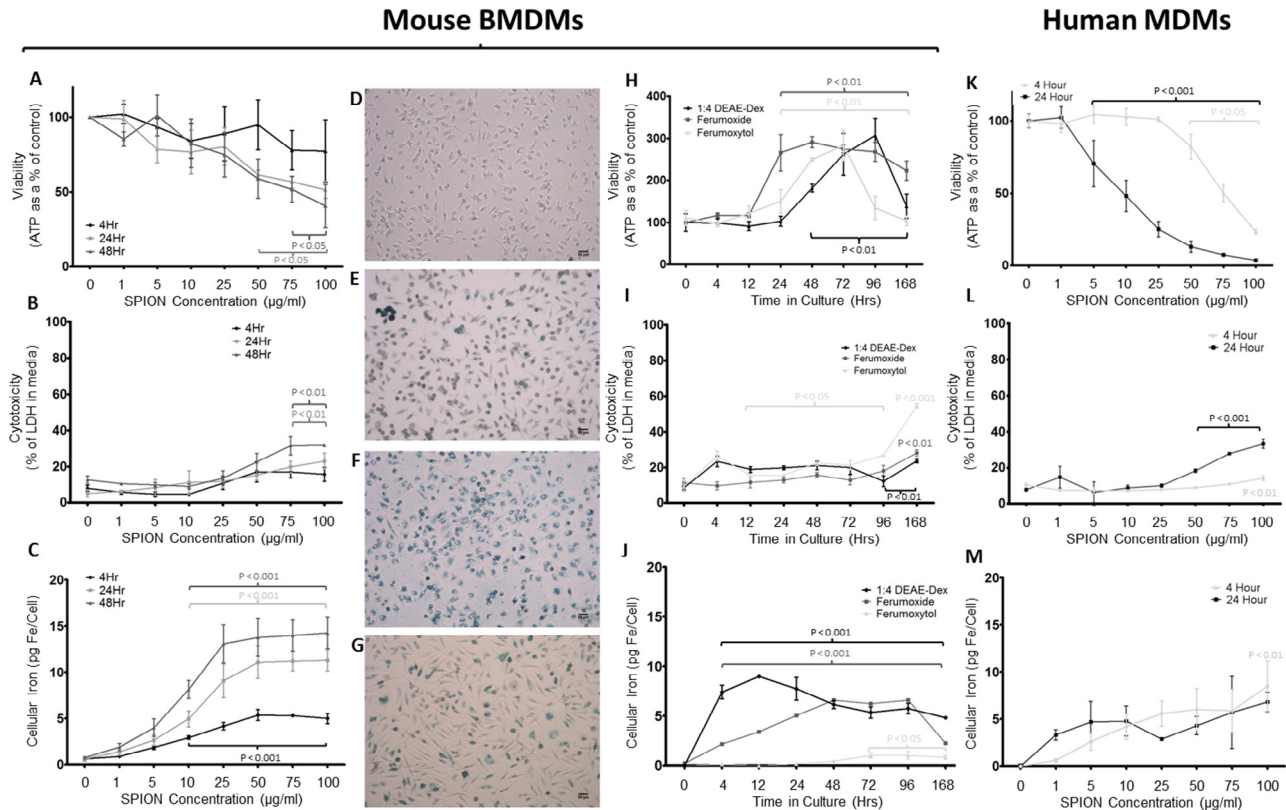 Mouse BMDMs
Human MDMs
A
Viability
(ATP as a % of control)
150
100
50
0
4Hr
24Hr
48Hr
P < 0.05
P < 0.05
0 1 5 10 25 50 75 100
SPION Concentration (µg/ml)
B
Cytotoxicity
(% of LDH in media)
100
80
60
40
20
0
4Hr
24Hr
48Hr
P < 0.01
P < 0.01
0 1 5 10 25 50 75 100
SPION Concentration (µg/ml)
C
Cellular Iron (pg Fe/Cell)
20
15
10
5
0
4Hr
24Hr
48Hr
P < 0.001
P < 0.001
P < 0.001
0 1 5 10 25 50 75 100
SPION Concentration (µg/ml)
D
E
F
G
H
Viability
(ATP as a % of control)
400
300
200
100
0
1:4 DEAE-Dex
Ferumoxide
Ferumoxytol
P < 0.01
P < 0.01
P < 0.01
0 4 12 24 48 72 96 168
Time in Culture (Hrs)
I
Cytotoxicity
(% of LDH in media)
100
80
60
40
20
0
1:4 DEAE-Dex
Ferumoxide
Ferumoxytol
P < 0.05
P < 0.001
P < 0.01
P < 0.01
0 4 12 24 48 72 96 168
Time in Culture (Hrs)
J
Cellular Iron (pg Fe/Cell)
20
15
10
5
0
1:4 DEAE-Dex
Ferumoxide
Ferumoxytol
P < 0.001
P < 0.001
P < 0.05
0 4 12 24 48 72 96 168
Time in Culture (Hrs)
K
Viability
(ATP as a % of control)
100
50
0
4 Hour
24 Hour
P < 0.001
P < 0.05
0 1 5 10 25 50 75 100
SPION Concentration (µg/ml)
L
Cytotoxicity
(% of LDH in media)
100
80
60
40
20
0
4 Hour
24 Hour
P < 0.001
P < 0.01
0 1 5 10 25 50 75 100
SPION Concentration (µg/ml)
M
Cellular Iron (pg Fe/Cell)
20
15
10
5
0
4 Hour
24 Hour
P < 0.01
0 1 5 10 25 50 75 100
SPION Concentration (µg/ml)